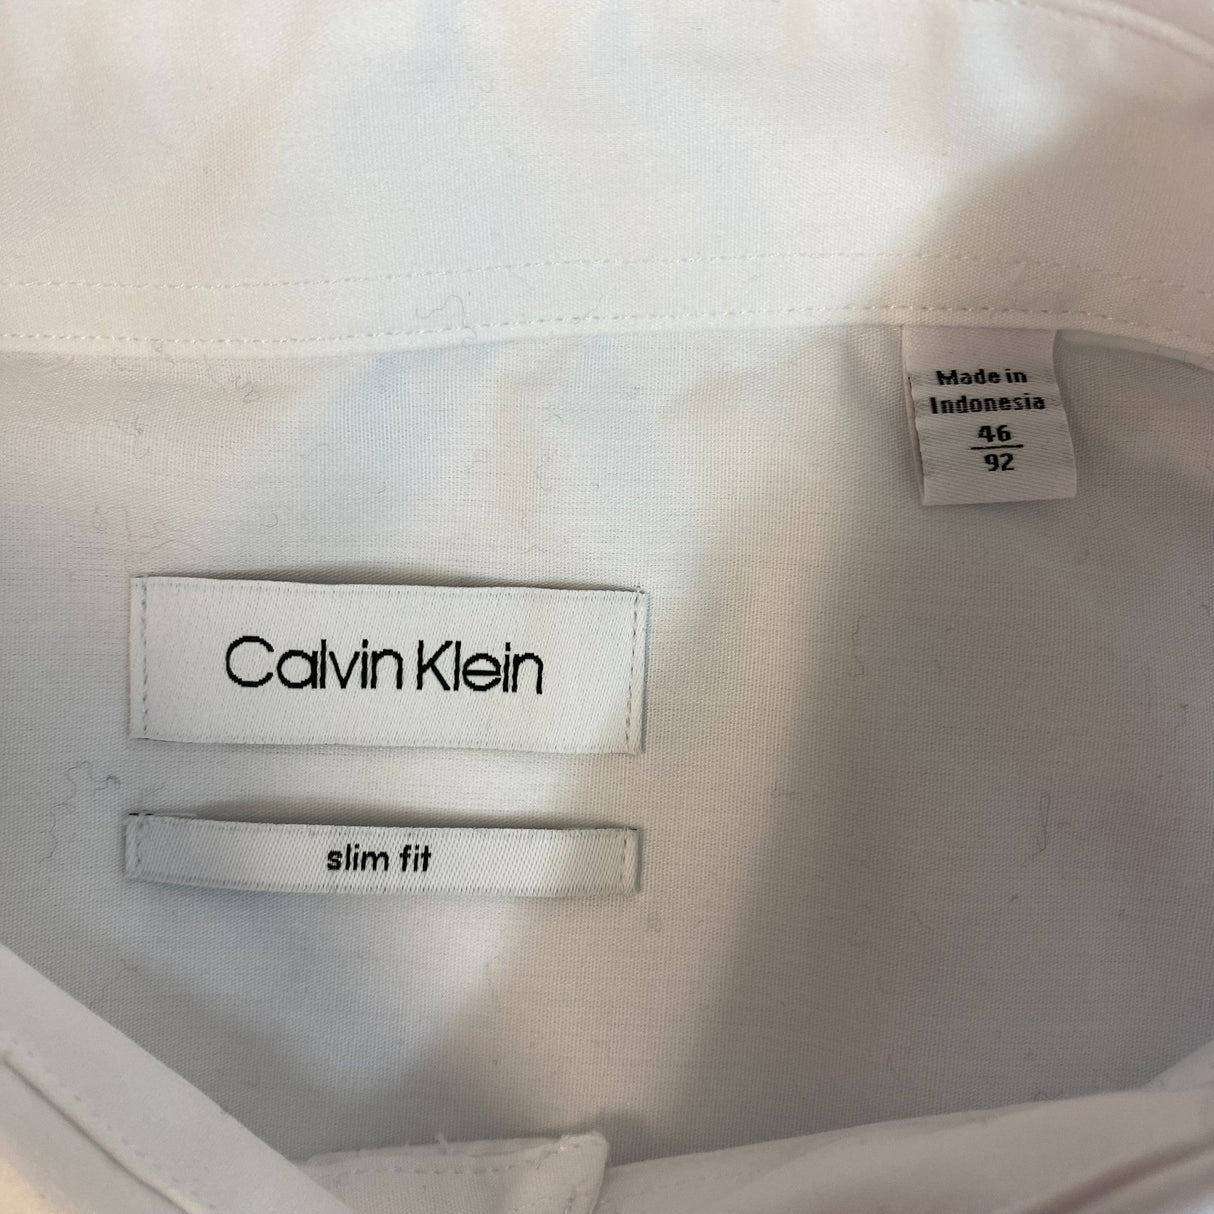 Made in
Indonesia
46
92
Calvin Klein
slim fit